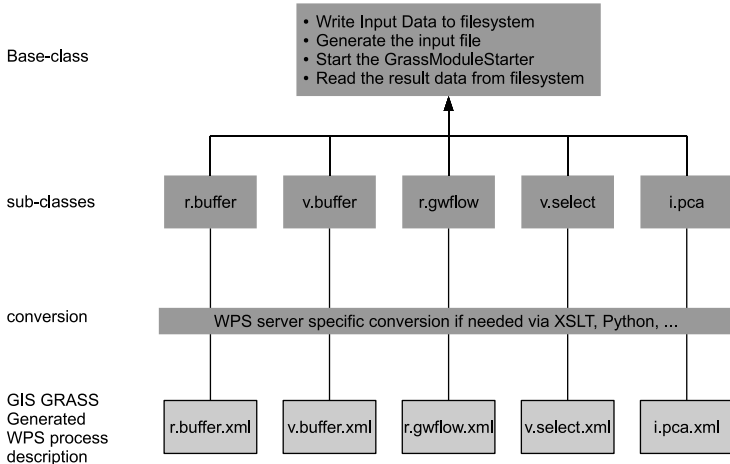 Base-class
• Write Input Data to filesystem
• Generate the input file
• Start the GrassModuleStarter
• Read the result data from filesystem
sub-classes
r.buffer
v.buffer
r.gwflow
v.select
i.pca
conversion
WPS server specific conversion if needed via XSLT, Python, ...
GIS GRASS
Generated
WPS process
description
r.buffer.xml
v.buffer.xml
r.gwflow.xml
v.select.xml
i.pca.xml